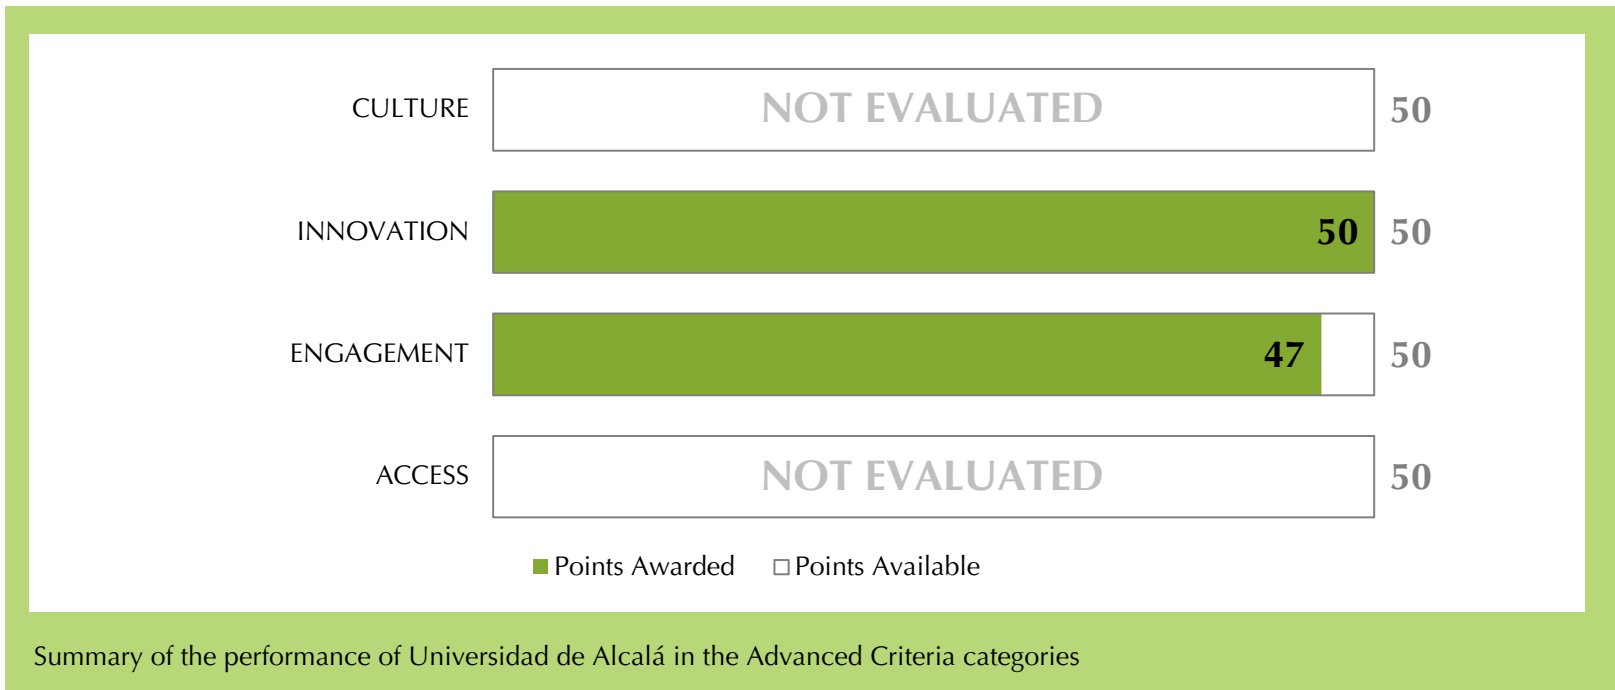 CULTURE NOT EVALUATED 50
INNOVATION 50 50
ENGAGEMENT 47 50
ACCESS NOT EVALUATED 50
Points Awarded Points Available
Summary of the performance of Universidad de Alcalá in the Advanced Criteria categories